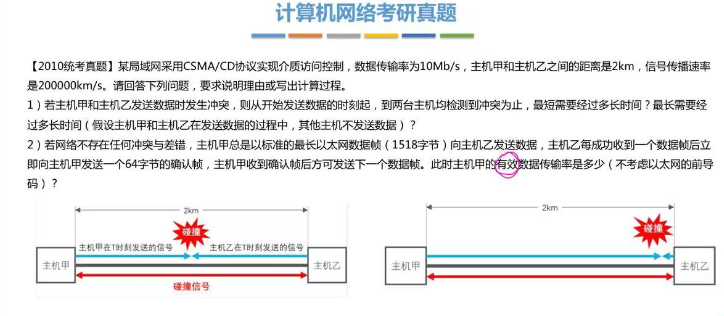 计算机网络考研真题
【2010统考真题】某局域网采用CSMA/CD协议实现介质访问控制，数据传输率为10Mb/s，主机甲和主机乙之间的距离是2km，信号传播速率
是200000km/s。请回答下列问题，要求说明理由或写出计算过程。
1）若主机甲和主机乙发送数据时发生冲突，则从开始发送数据的时刻起，到两台主机均检测到冲突为止，最短需要经过多长时间？最长需要经
过多长时间（假设主机甲和主机乙在发送数据的过程中，其他主机不发送数据）？
2）若网络不存在任何冲突与差错，主机甲总是以标准的最长以太网数据帧（1518字节）向主机乙发送数据，主机乙每成功收到一个数据帧后立
即向主机甲发送一个64字节的确认帧，主机甲收到确认帧后方可发送下一个数据帧。此时主机甲的有效数据传输率是多少（不考虑以太网的前导
码）？
2km
碰撞
主机甲在T时刻发送的信号
主机乙在T时刻发送的信号
主机甲
主机乙
碰撞信号
2km
碰撞
主机甲
主机乙